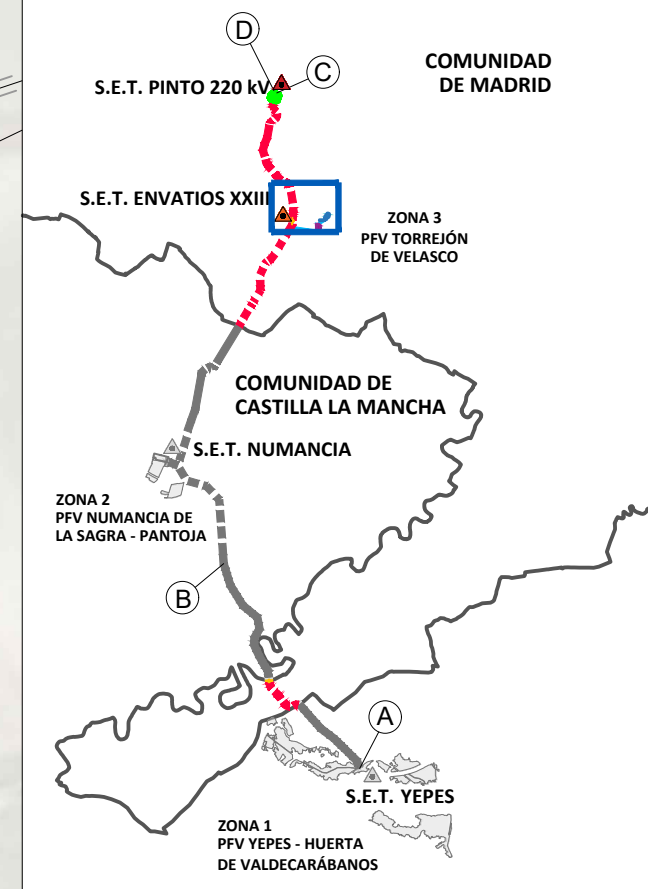 D
C
COMUNIDAD
DE MADRID
S.E.T. PINTO 220 kV
S.E.T. ENVATIOS XXIII
ZONA 3
PFV TORREJÓN
DE VELASCO
COMUNIDAD DE
CASTILLA LA MANCHA
S.E.T. NUMANCIA
ZONA 2
PFV NUMANCIA DE
LA SAGRA - PANTOJA
B
A
S.E.T. YEPES
ZONA 1
PFV YEPES - HUERTA
DE VALDECARÁBANOS